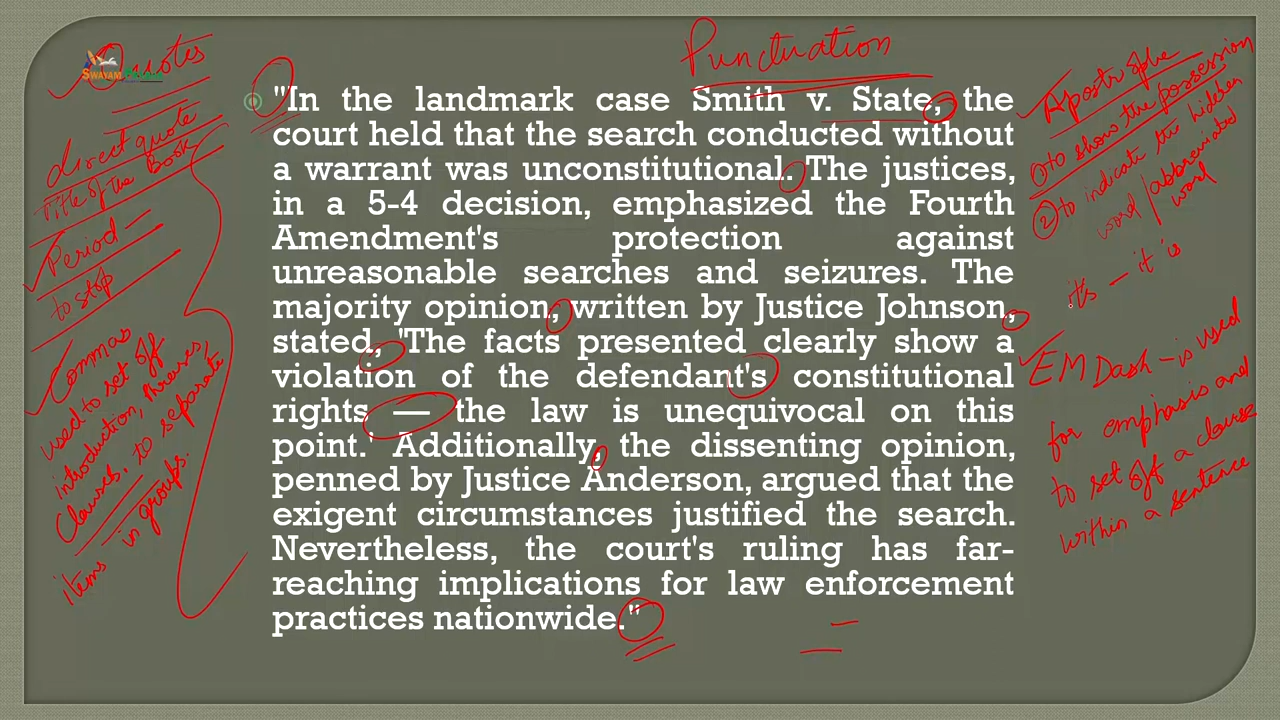 Punctuation
Quotes
direct quote
Title of the
Book
Period —
to stop
Commas
used to set off
introduction, phrases,
Clauses, to separate
items in groups.
SWAYAM
"In the landmark case Smith v. State, the
court held that the search conducted without
a warrant was unconstitutional. The justices,
in a 5-4 decision, emphasized the Fourth
Amendment's protection against
unreasonable searches and seizures. The
majority opinion, written by Justice Johnson,
stated, 'The facts presented clearly show a
violation of the defendant's constitutional
rights — the law is unequivocal on this
point.' Additionally, the dissenting opinion,
penned by Justice Anderson, argued that the
exigent circumstances justified the search.
Nevertheless, the court's ruling has far-
reaching implications for law enforcement
practices nationwide."
Apostrophe
① to show the possession
② to indicate the hidden
word / abbreviated
word
it's — it is
EM Dash — is used
for emphasis and
to set off a clause
within a sentence